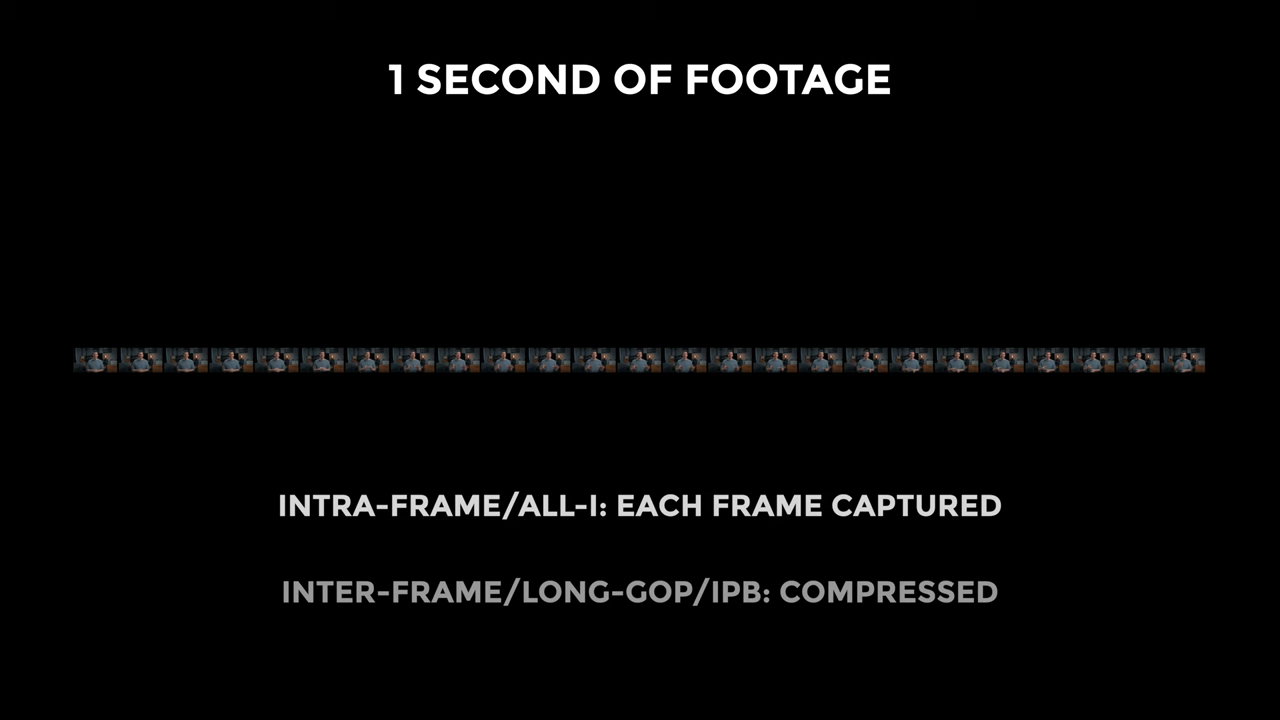 1 SECOND OF FOOTAGE
INTRA-FRAME/ALL-I: EACH FRAME CAPTURED
INTER-FRAME/LONG-GOP/IPB: COMPRESSED